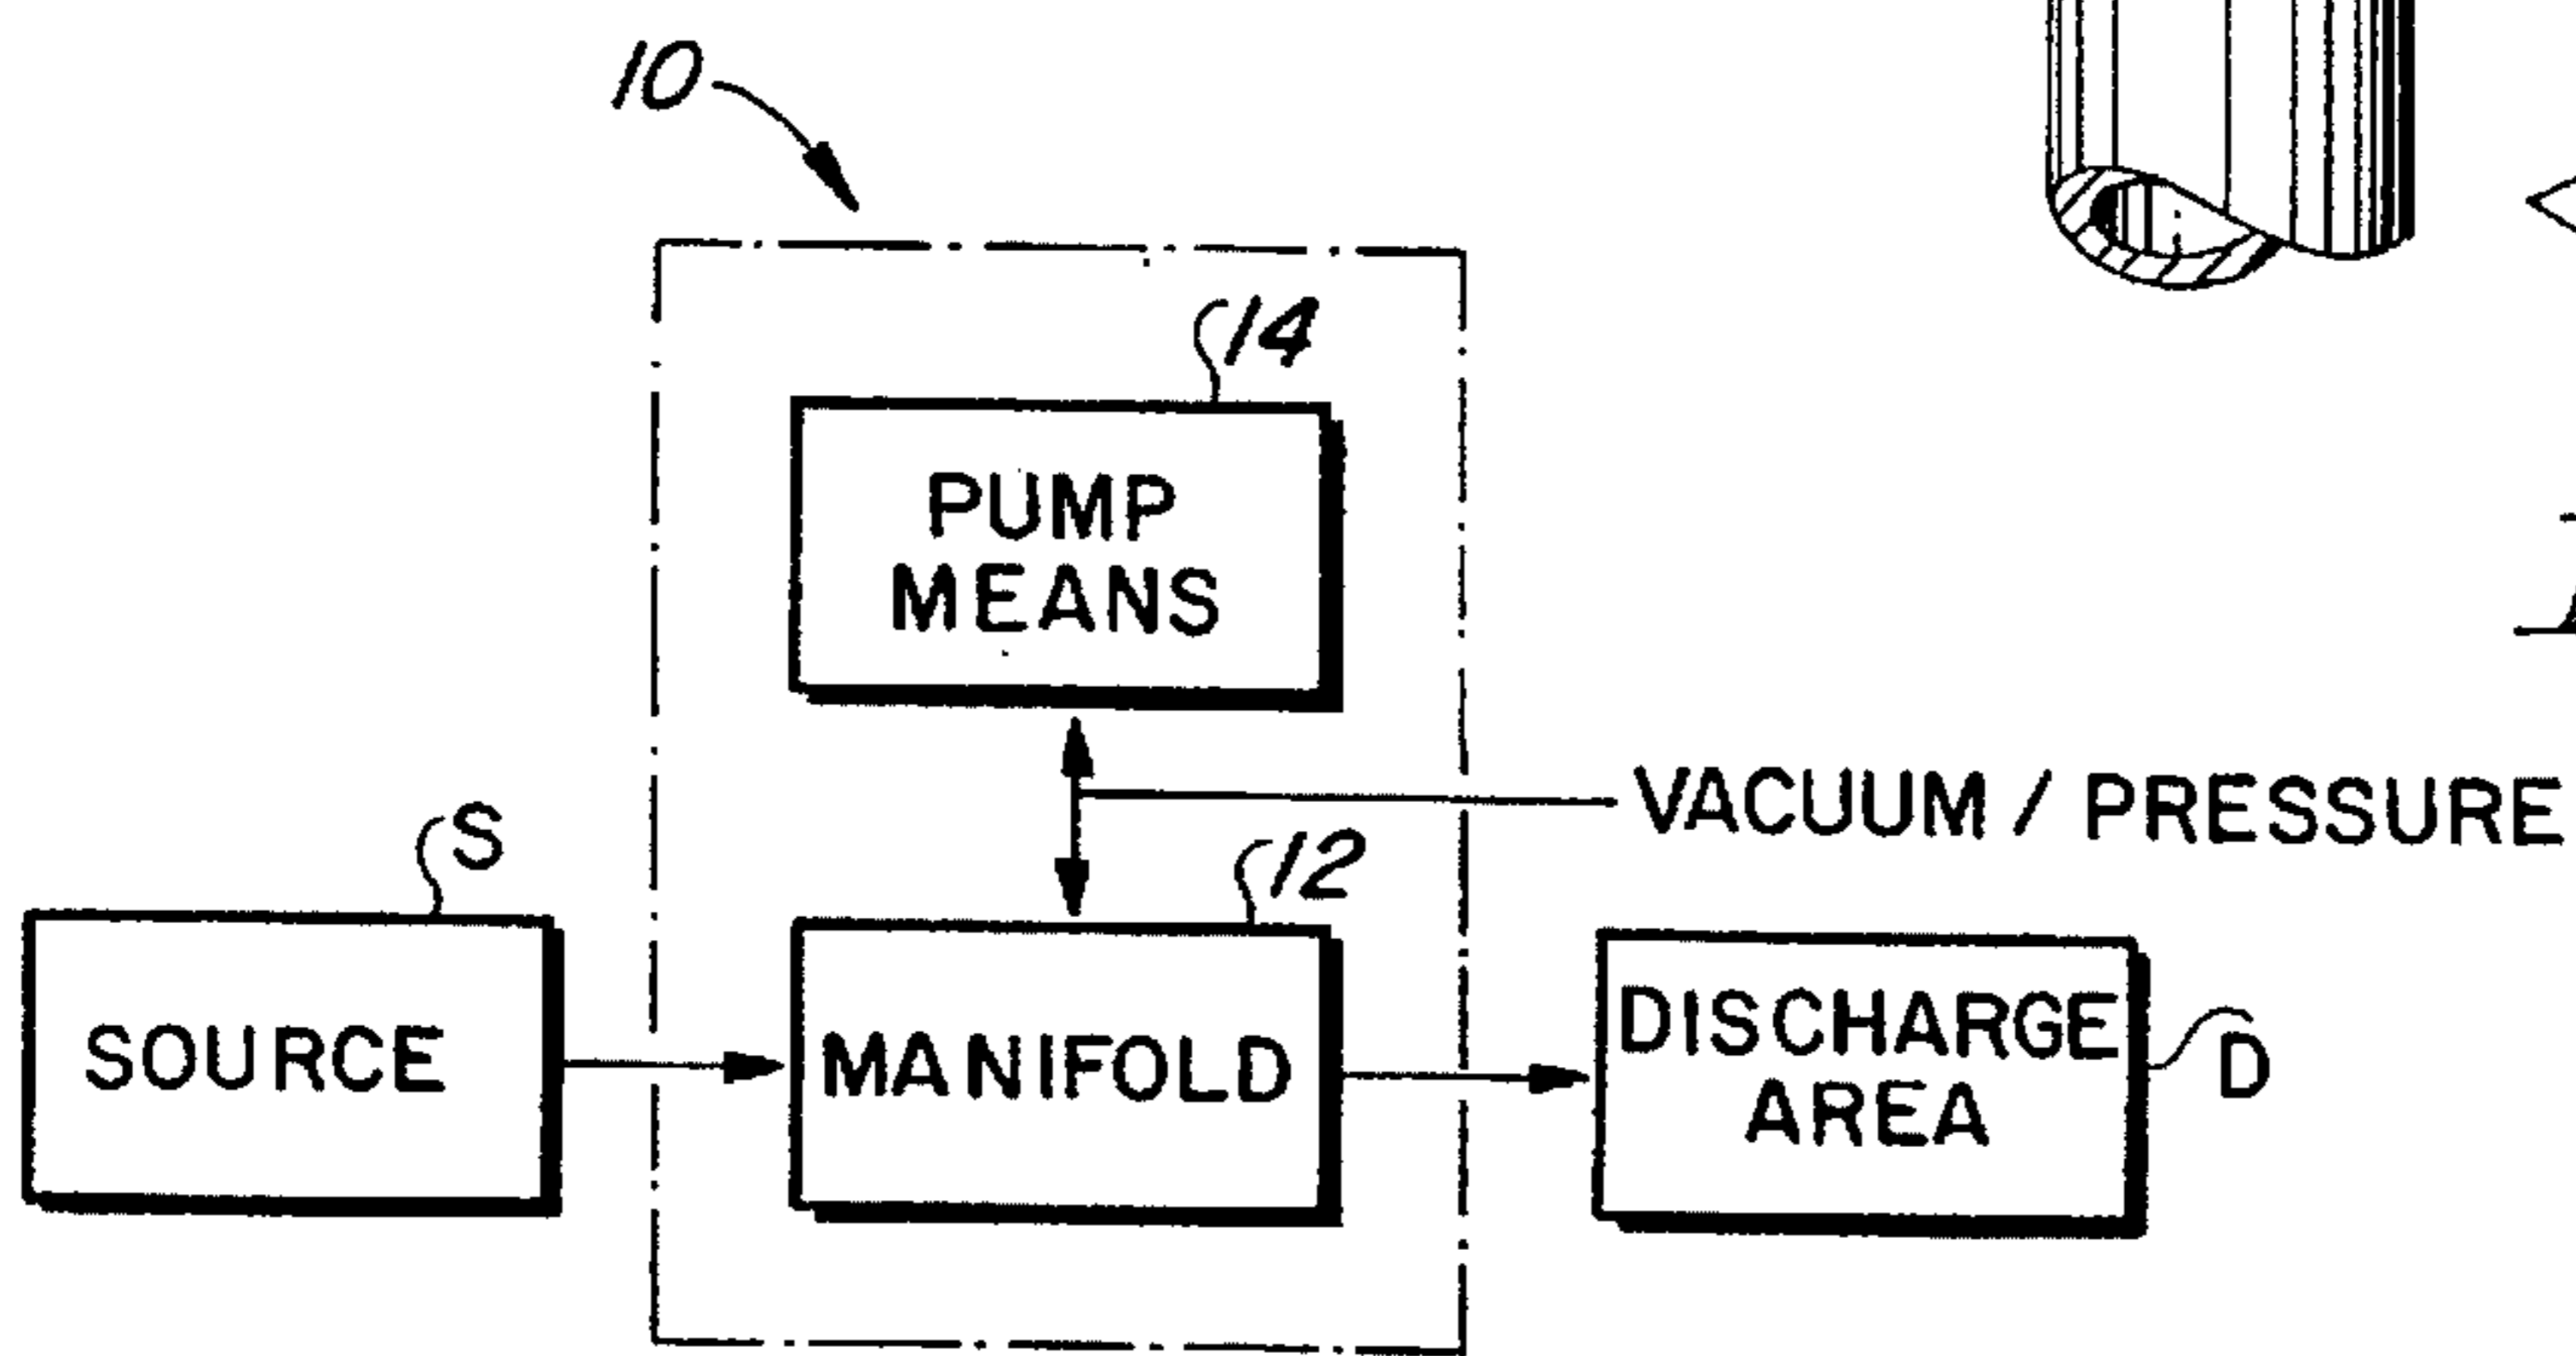 10
14
PUMP
MEANS
VACUUM / PRESSURE
S
12
SOURCE
MANIFOLD
DISCHARGE
AREA
D